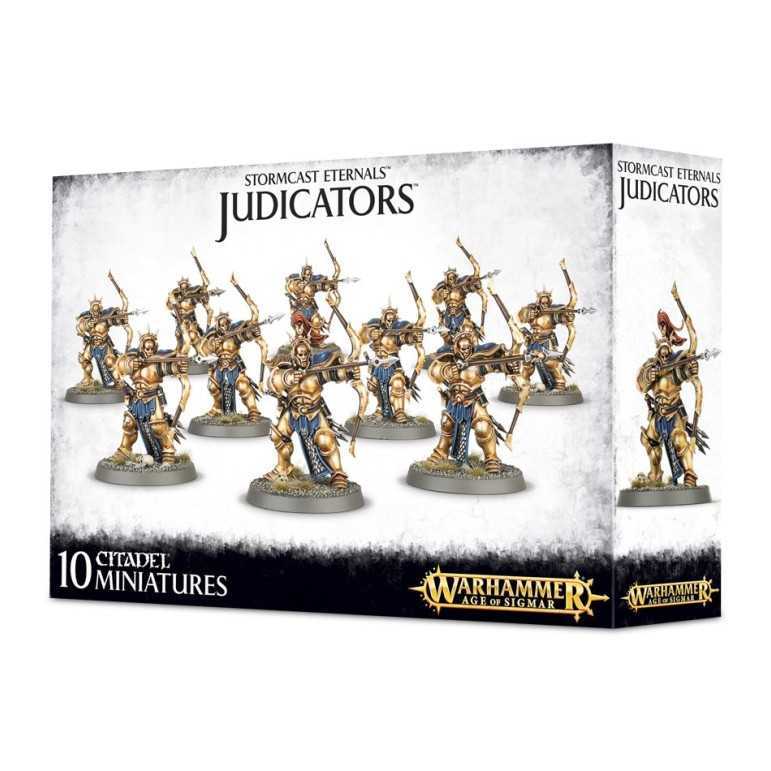 STORMCAST ETERNALS™
JUDICATORS™
10 CITADEL
MINIATURES
WARHAMMER
AGE OF SIGMAR
STORMCAST ETERNALS
JUDICATORS
WARHAMMER
AGE OF SIGMAR